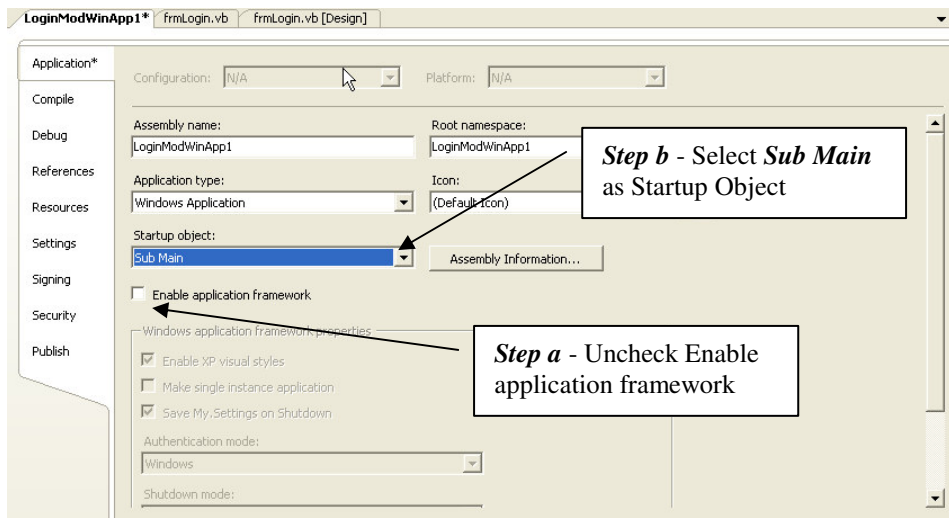 LoginModWinApp1* frmLogin.vb frmLogin.vb [Design]
Application*
Compile
Debug
References
Resources
Settings
Signing
Security
Publish
Configuration: N/A Platform: N/A
Assembly name: Root namespace:
LoginModWinApp1 LoginModWinApp1
Application type: Icon:
Windows Application (Default Icon)
Startup object:
Sub Main Assembly Information...
Enable application framework
Windows application framework properties
Enable XP visual styles
Make single instance application
Save My.Settings on Shutdown
Authentication mode:
Windows
Shutdown mode:
Step b - Select Sub Main
as Startup Object
Step a - Uncheck Enable
application framework